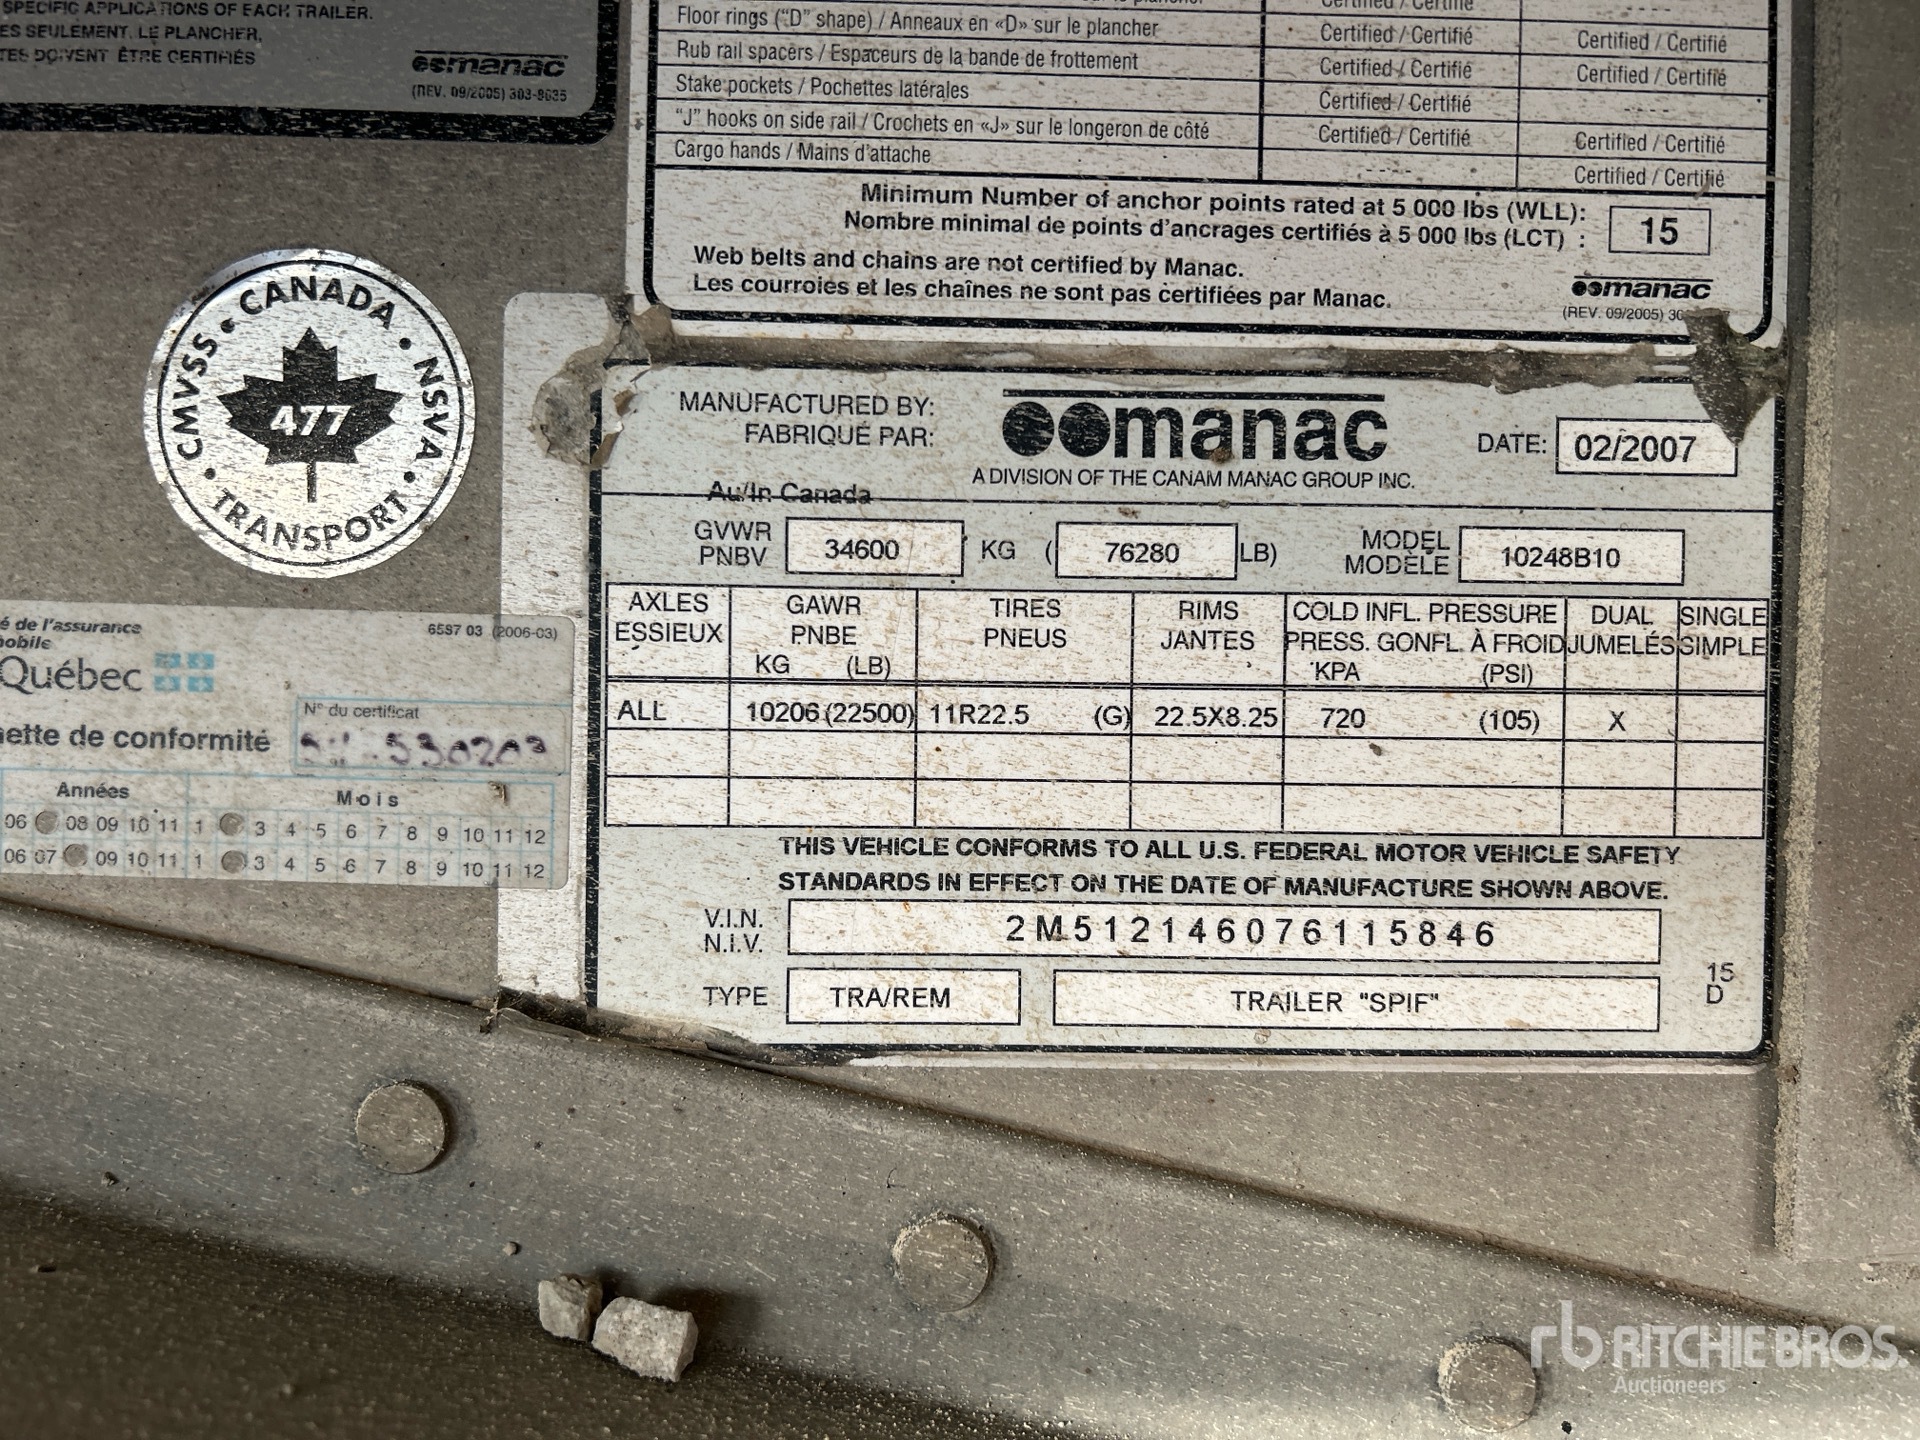 SPECIFIC APPLICATIONS OF EACH TRAILER.
ES SEULEMENT. LE PLANCHER,
TES DOIVENT ÊTRE CERTIFIÉS
manac
(REV. 09/2005) 303-8635
Certified / Certifié
Floor rings ("D" shape) / Anneaux en «D» sur le plancher Certified / Certifié Certified / Certifié
Rub rail spacers / Espaceurs de la bande de frottement Certified / Certifié Certified / Certifié
Stake pockets / Pochettes latérales Certified / Certifié ----
"J" hooks on side rail / Crochets en «J» sur le longeron de côté Certified / Certifié Certified / Certifié
Cargo hands / Mains d'attache ---- Certified / Certifié
Minimum Number of anchor points rated at 5 000 lbs (WLL):
Nombre minimal de points d'ancrages certifiés à 5 000 lbs (LCT) :
15
Web belts and chains are not certified by Manac.
Les courroies et les chaînes ne sont pas certifiées par Manac.
manac
(REV. 09/2005)
CMVSS • CANADA • NSVA • TRANSPORT •
477
MANUFACTURED BY:
FABRIQUÉ PAR:
manac
A DIVISION OF THE CANAM MANAC GROUP INC.
DATE: 02/2007
Au/In Canada
GVWR
PNBV
34600 KG ( 76280 LB)
MODEL
MODÈLE
10248B10
AXLES GAWR TIRES RIMS COLD INFL. PRESSURE DUAL SINGLE
ESSIEUX PNBE PNEUS JANTES PRESS. GONFL. À FROID JUMELÉS SIMPLE
KG (LB) KPA (PSI)
ALL 10206 (22500) 11R22.5 (G) 22.5X8.25 720 (105) X
THIS VEHICLE CONFORMS TO ALL U.S. FEDERAL MOTOR VEHICLE SAFETY
STANDARDS IN EFFECT ON THE DATE OF MANUFACTURE SHOWN ABOVE.
V.I.N.
N.I.V.
2M512146076115846
TYPE TRA/REM TRAILER "SPIF"
15
D
é de l'assurance
mobile
6587 03 (2006-03)
Québec
N° du certificat
ette de conformité
530203
Années Mois
06 08 09 10 11 1 3 4 5 6 7 8 9 10 11 12
06 07 09 10 11 1 3 4 5 6 7 8 9 10 11 12
rb RITCHIE BROS.
Auctioneers